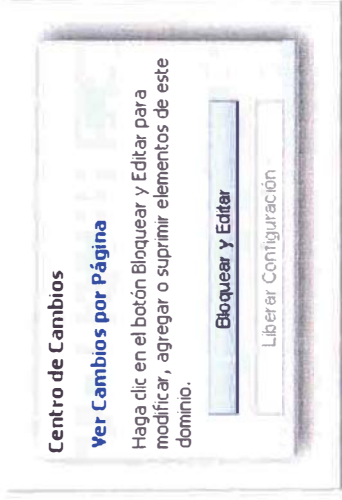 Centro de Cambios
Ver Cambios por Página
Haga clic en el botón Bloquear y Editar para
modificar, agregar o suprimir elementos de este
dominio.
Bloquear y Editar
Liberar Configuración